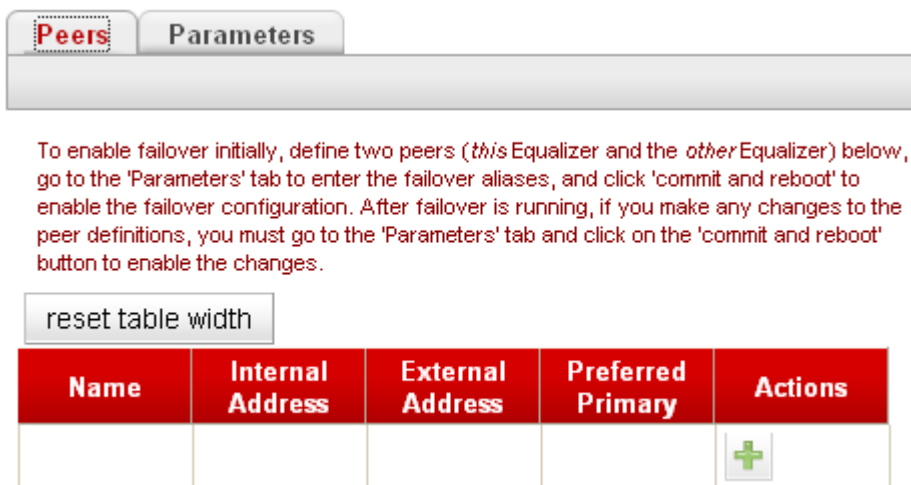 Peers Parameters
To enable failover initially, define two peers (this Equalizer and the other Equalizer) below,
go to the 'Parameters' tab to enter the failover aliases, and click 'commit and reboot' to
enable the failover configuration. After failover is running, if you make any changes to the
peer definitions, you must go to the 'Parameters' tab and click on the 'commit and reboot'
button to enable the changes.
reset table width
Name Internal Address External Address Preferred Primary Actions